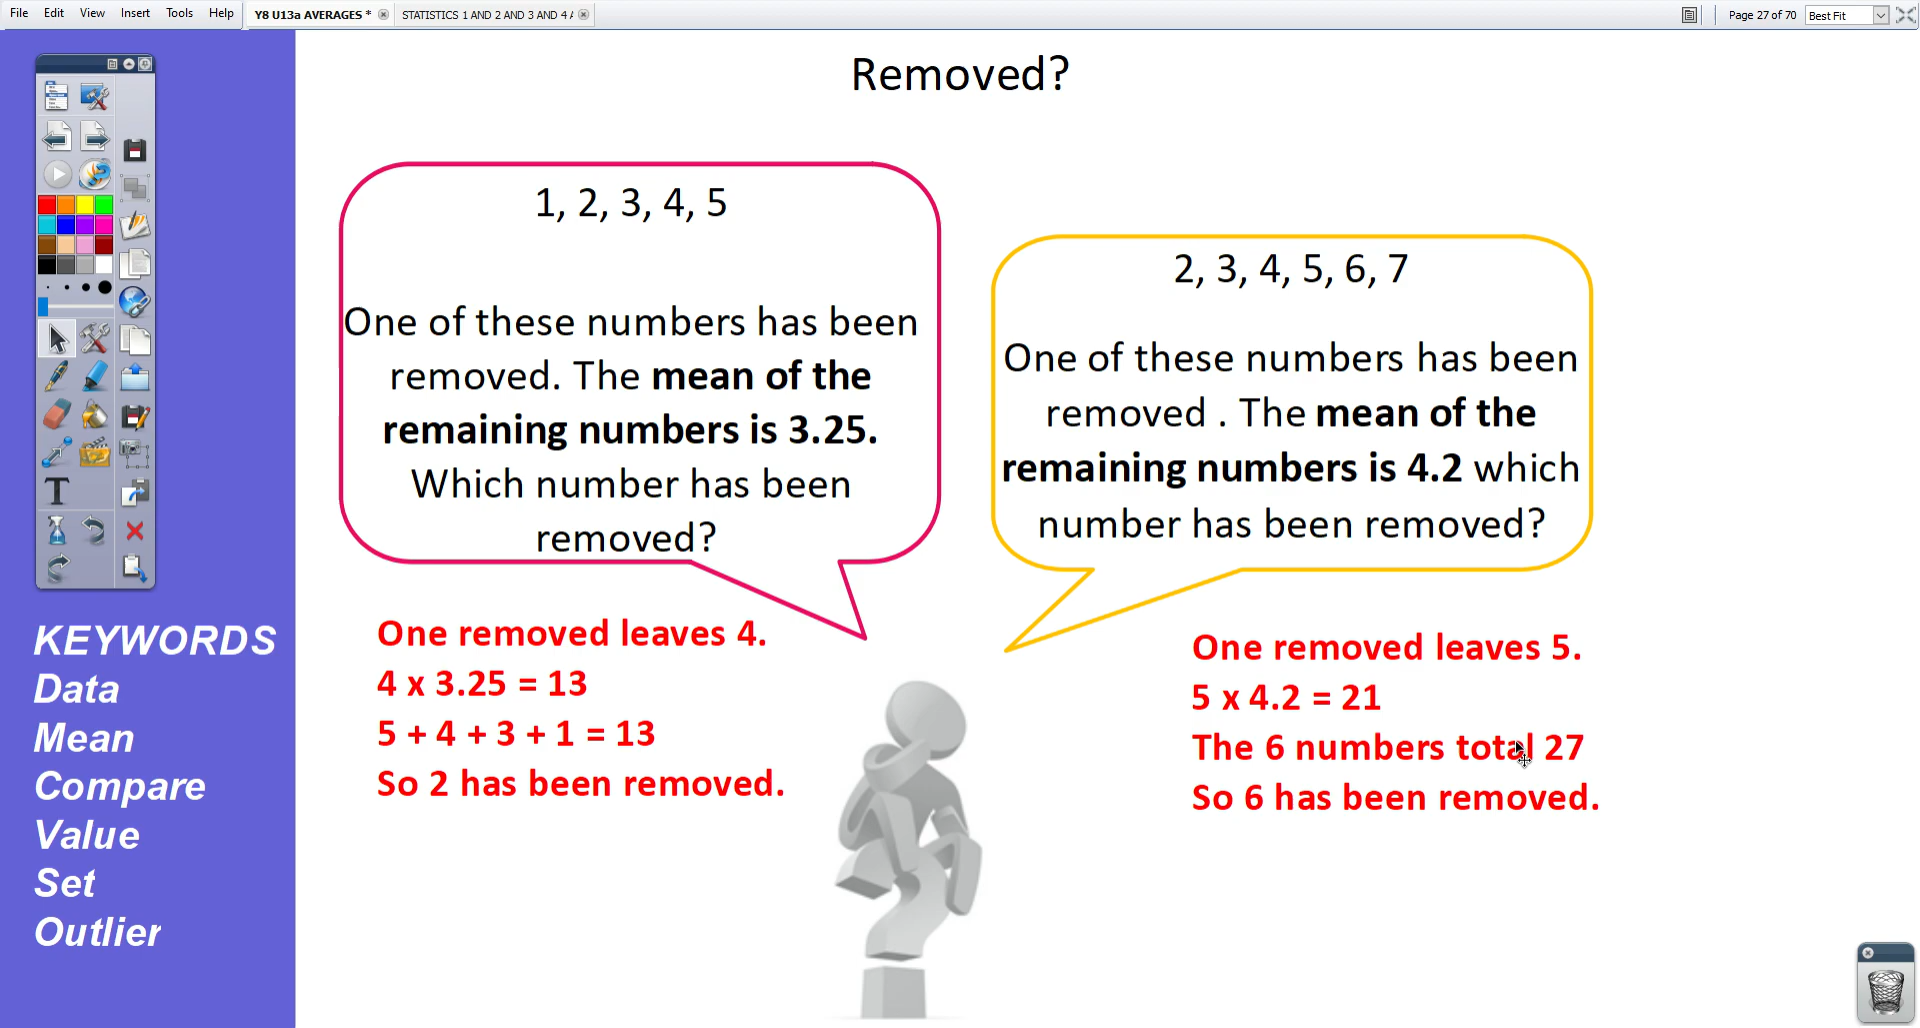 File Edit View Insert Tools Help Y8 U13a AVERAGES * STATISTICS 1 AND 2 AND 3 AND 4 Page 27 of 70 Best Fit
Removed?
1, 2, 3, 4, 5
One of these numbers has been
removed. The mean of the
remaining numbers is 3.25.
Which number has been
removed?
2, 3, 4, 5, 6, 7
One of these numbers has been
removed . The mean of the
remaining numbers is 4.2 which
number has been removed?
One removed leaves 4.
4 x 3.25 = 13
5 + 4 + 3 + 1 = 13
So 2 has been removed.
One removed leaves 5.
5 x 4.2 = 21
The 6 numbers total 27
So 6 has been removed.
T
KEYWORDS
Data
Mean
Compare
Value
Set
Outlier